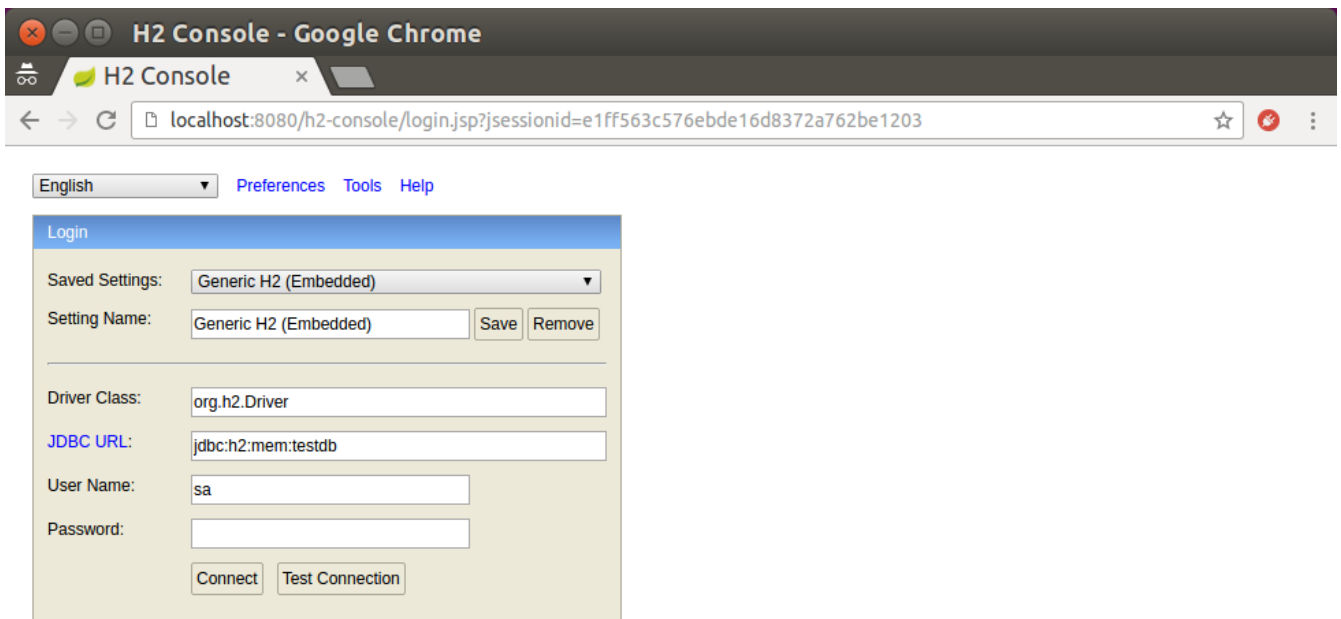 H2 Console - Google Chrome
H2 Console
localhost:8080/h2-console/login.jsp?jsessionid=e1ff563c576ebde16d8372a762be1203
English Preferences Tools Help
Login
Saved Settings: Generic H2 (Embedded)
Setting Name: Generic H2 (Embedded) Save Remove
Driver Class: org.h2.Driver
JDBC URL: jdbc:h2:mem:testdb
User Name: sa
Password:
Connect Test Connection